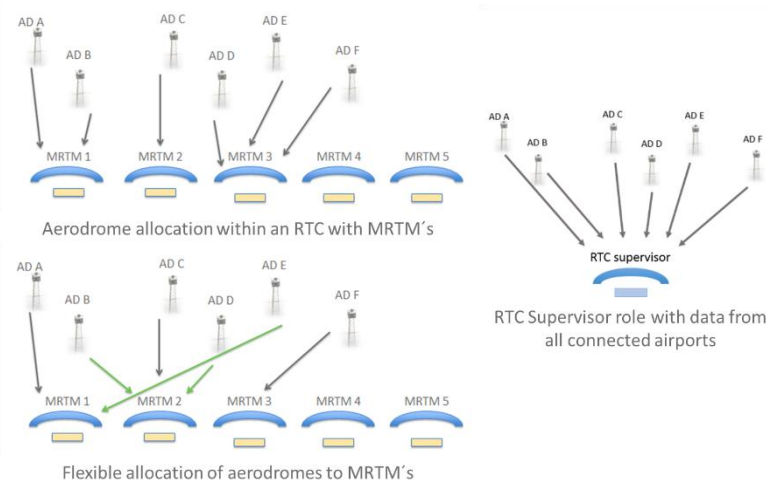 AD A
AD B
AD C
AD D
AD E
AD F
MRTM 1 MRTM 2 MRTM 3 MRTM 4 MRTM 5
Aerodrome allocation within an RTC with MRTM´s
AD A
AD B
AD C
AD D
AD E
AD F
MRTM 1 MRTM 2 MRTM 3 MRTM 4 MRTM 5
Flexible allocation of aerodromes to MRTM´s
AD A
AD B
AD C
AD D
AD E
AD F
RTC supervisor
RTC Supervisor role with data from
all connected airports